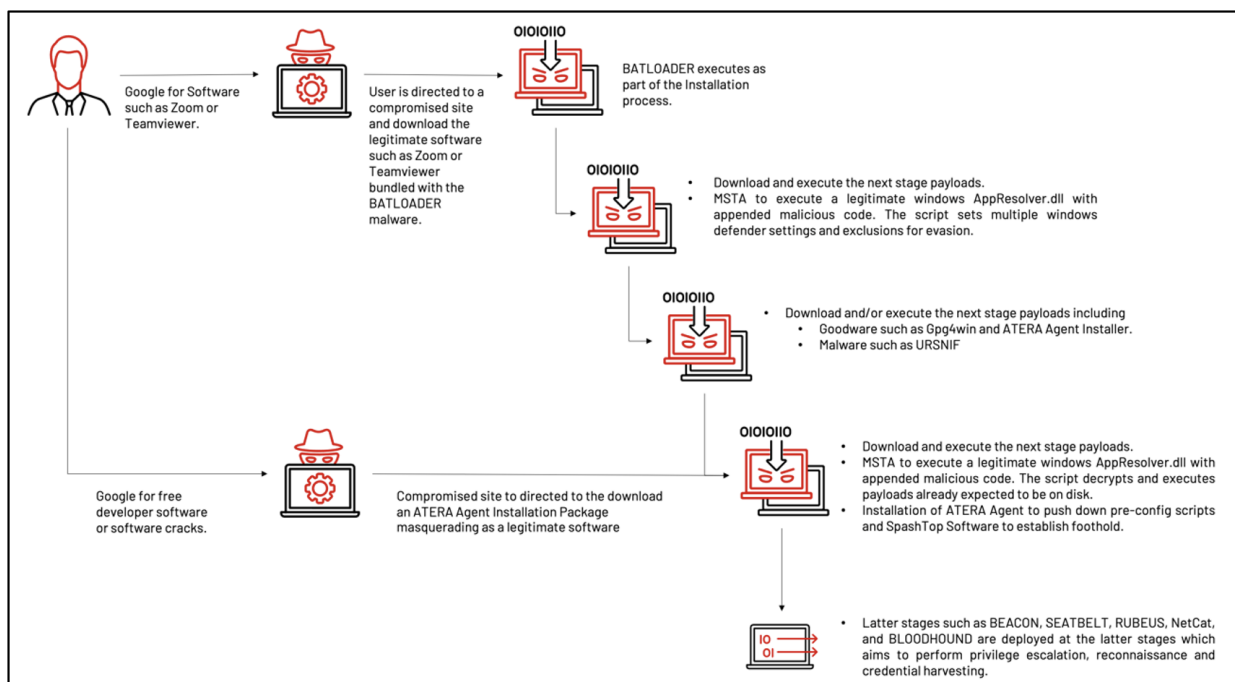 OIOIOIIO
Google for Software
such as Zoom or
Teamviewer.
User is directed to a
compromised site
and download the
legitimate software
such as Zoom or
Teamviewer
bundled with the
BATLOADER
malware.
BATLOADER executes as
part of the Installation
process.
OIOIOIIO
• Download and execute the next stage payloads.
• MSTA to execute a legitimate windows AppResolver.dll with
appended malicious code. The script sets multiple windows
defender settings and exclusions for evasion.
OIOIOIIO
• Download and/or execute the next stage payloads including
• Goodware such as Gpg4win and ATERA Agent Installer.
• Malware such as URSNIF
OIOIOIIO
Google for free
developer software
or software cracks.
Compromised site to directed to the download
an ATERA Agent Installation Package
masquerading as a legitimate software
• Download and execute the next stage payloads.
• MSTA to execute a legitimate windows AppResolver.dll with
appended malicious code. The script decrypts and executes
payloads already expected to be on disk.
• Installation of ATERA Agent to push down pre-config scripts
and SpashTop Software to establish foothold.
IO
OI
• Latter stages such as BEACON, SEATBELT, RUBEUS, NetCat,
and BLOODHOUND are deployed at the latter stages which
aims to perform privilege escalation, reconnaissance and
credential harvesting.